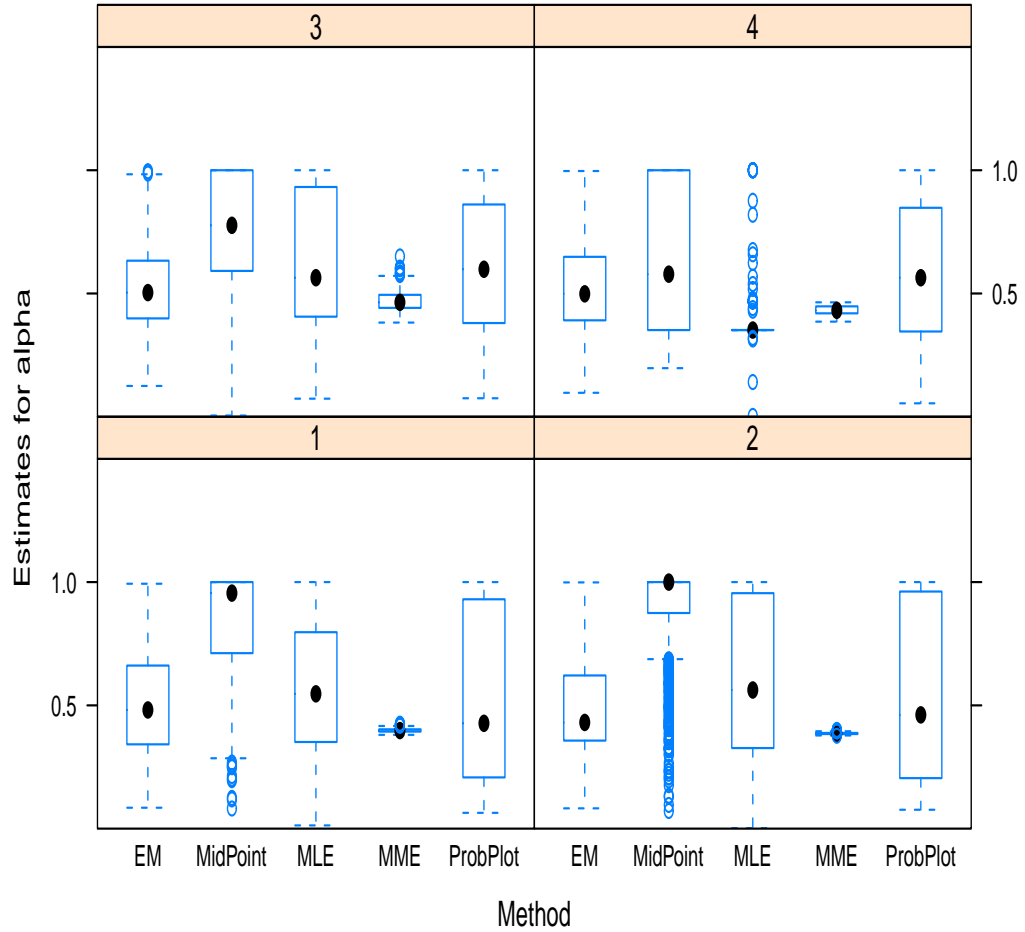 3 4
1.0
0.5
1 2
1.0
0.5
Estimates for alpha
EM MidPoint MLE MME ProbPlot EM MidPoint MLE MME ProbPlot
Method